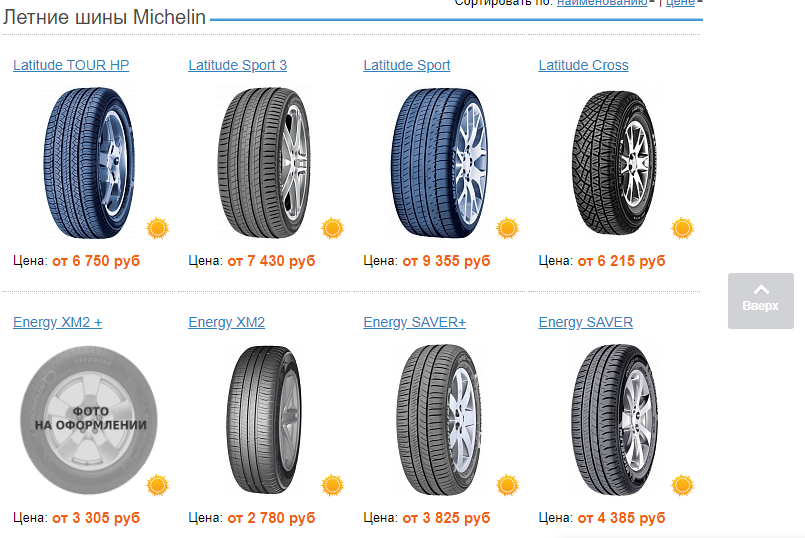 Сортировать по: наименованию | цене
Летние шины Michelin
Latitude TOUR HP
Latitude Sport 3
Latitude Sport
Latitude Cross
Цена: от 6 750 руб
Цена: от 7 430 руб
Цена: от 9 355 руб
Цена: от 6 215 руб
Вверх
Energy XM2 +
Energy XM2
Energy SAVER+
Energy SAVER
ФОТО
НА ОФОРМЛЕНИИ
Цена: от 3 305 руб
Цена: от 2 780 руб
Цена: от 3 825 руб
Цена: от 4 385 руб